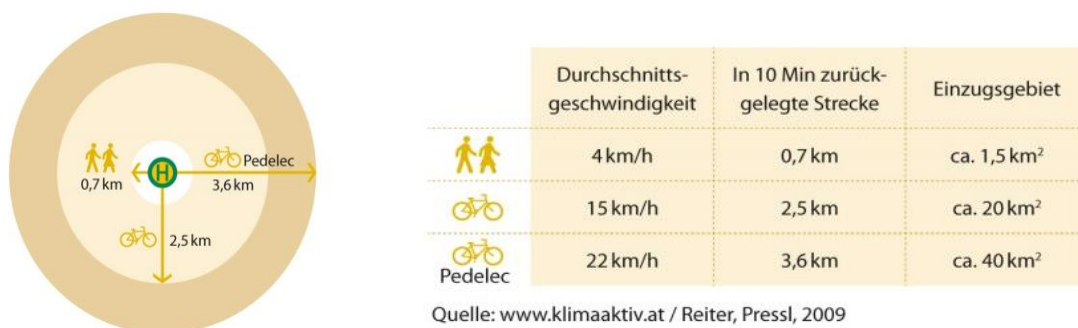 H
Pedelec
0,7 km
3,6 km
2,5 km
Durchschnitts-
geschwindigkeit
In 10 Min zurück-
gelegte Strecke
Einzugsgebiet
4 km/h 0,7 km ca. 1,5 km²
15 km/h 2,5 km ca. 20 km²
Pedelec 22 km/h 3,6 km ca. 40 km²
Quelle: www.klimaaktiv.at / Reiter, Pressl, 2009